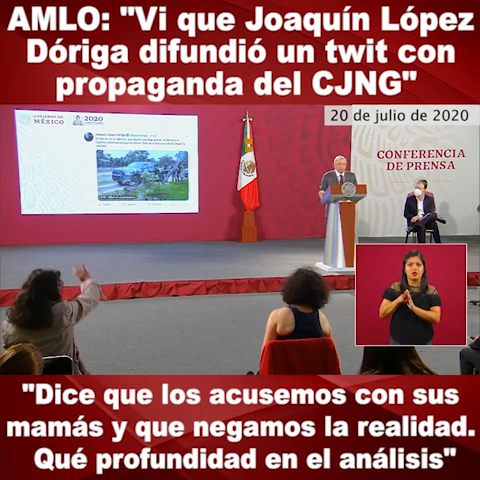 AMLO: "Vi que Joaquín López
Dóriga difundió un twit con
propaganda del CJNG"
20 de julio de 2020
GOBIERNO DE
MÉXICO
2020
CONFERENCIA
DE PRENSA
"Dice que los acusemos con sus
mamás y que negamos la realidad.
Qué profundidad en el análisis"